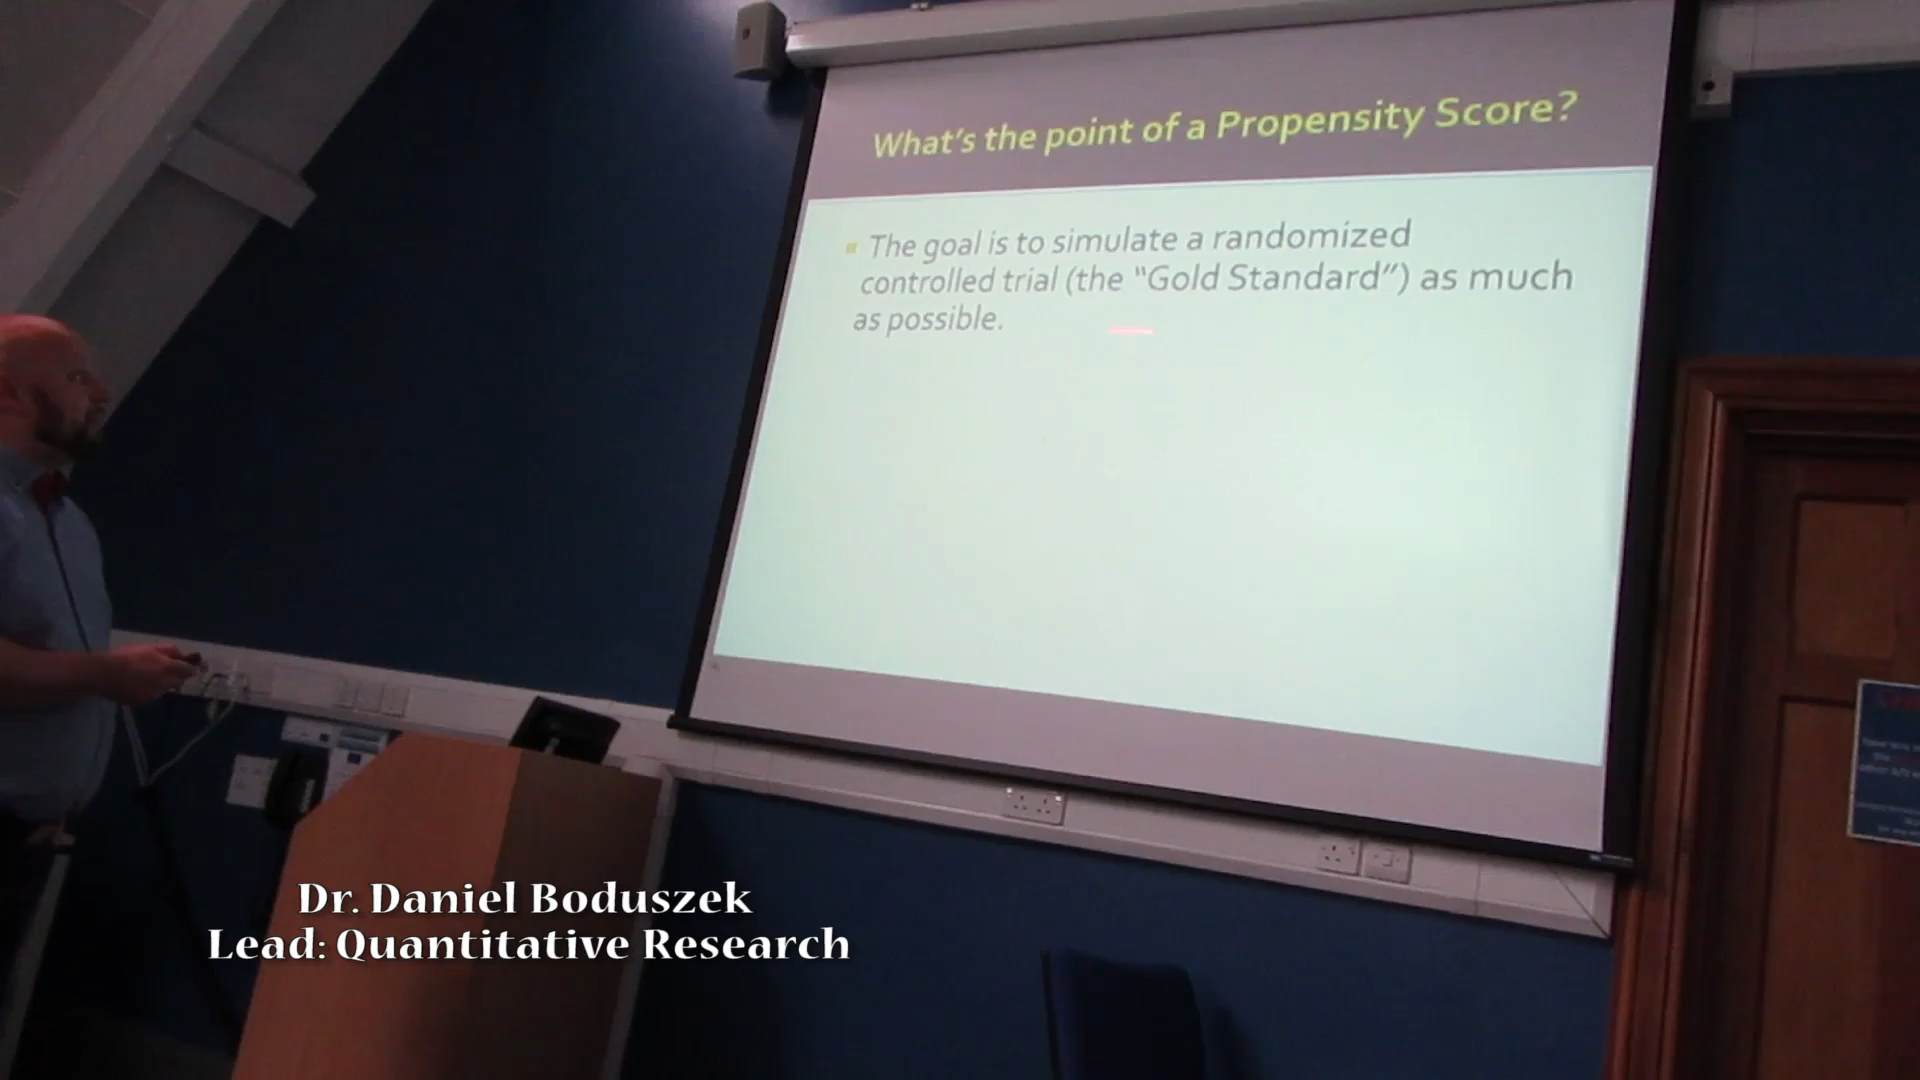 What's the point of a Propensity Score?
The goal is to simulate a randomized
controlled trial (the "Gold Standard") as much
as possible.
Dr. Daniel Boduszek
Lead: Quantitative Research